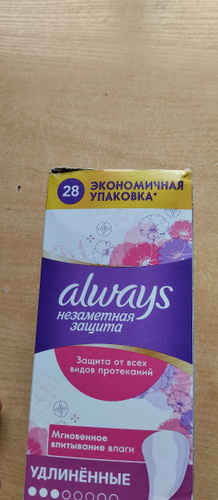 28
ЭКОНОМИЧНАЯ
УПАКОВКА*
always
незаметная
защита
Защита от всех
видов протеканий
Мгновенное
впитывание влаги
УДЛИНЁННЫЕ